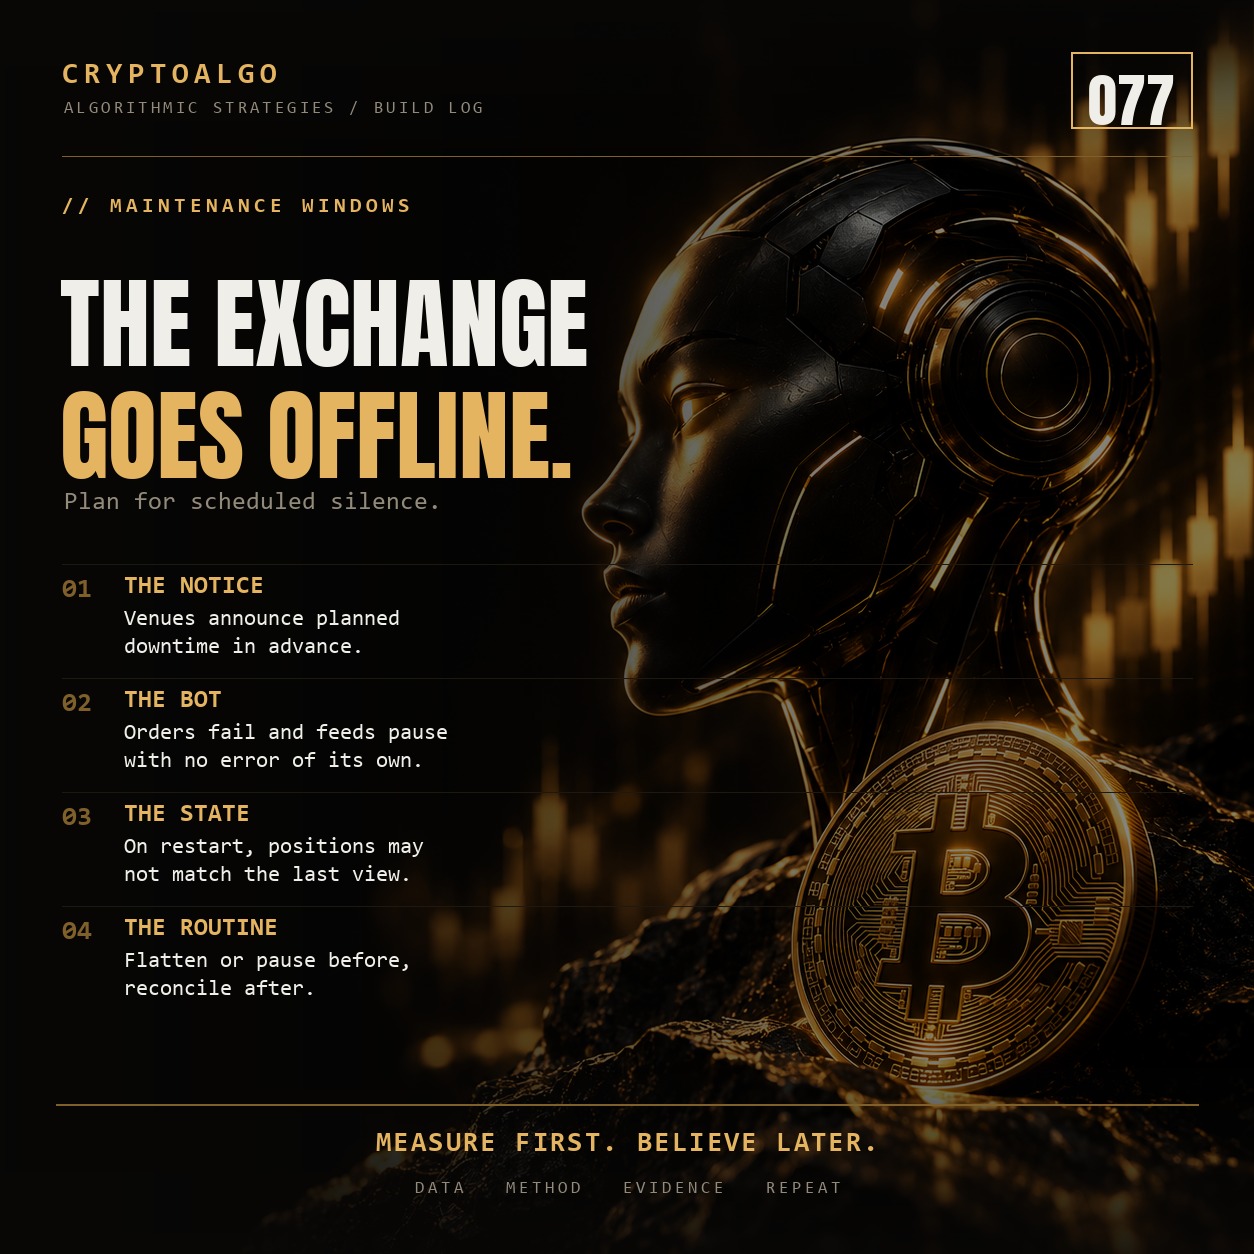 CRYPTOALGO
ALGORITHMIC STRATEGIES / BUILD LOG
077
// MAINTENANCE WINDOWS
THE EXCHANGE
GOES OFFLINE.
Plan for scheduled silence.
01 THE NOTICE
Venues announce planned
downtime in advance.
02 THE BOT
Orders fail and feeds pause
with no error of its own.
03 THE STATE
On restart, positions may
not match the last view.
04 THE ROUTINE
Flatten or pause before,
reconcile after.
MEASURE FIRST. BELIEVE LATER.
DATA METHOD EVIDENCE REPEAT